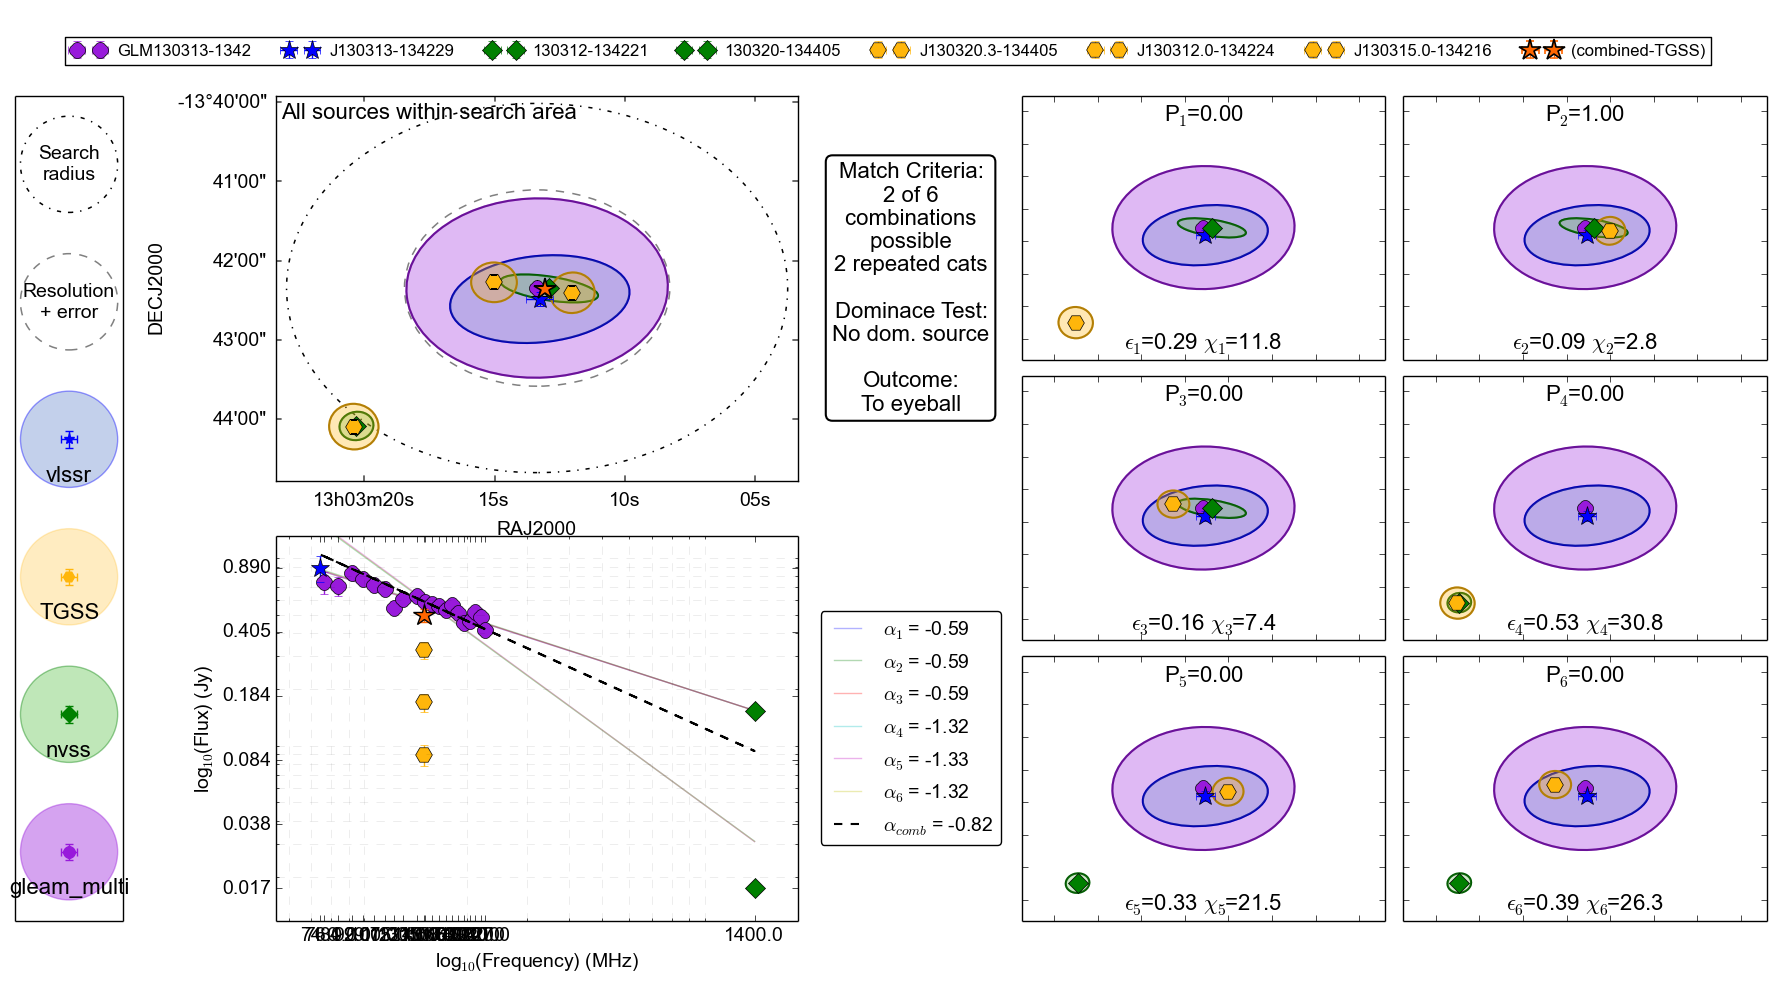 GLM130313-1342 J130313-134229 130312-134221 130320-134405 J130320.3-134405 J130312.0-134224 J130315.0-134216 (combined-TGSS)
Search
radius
Resolution
+ error
vlssr
TGSS
nvss
gleam_multi
All sources within search area
-13°40'00"
41'00"
42'00"
43'00"
44'00"
DECJ2000
13h03m20s 15s 10s 05s
RAJ2000
Match Criteria:
2 of 6
combinations
possible
2 repeated cats
Dominace Test:
No dom. source
Outcome:
To eyeball
0.890
0.405
0.184
0.084
0.038
0.017
log10(Flux) (Jy)
1400.0
log10(Frequency) (MHz)
α1 = -0.59
α2 = -0.59
α3 = -0.59
α4 = -1.32
α5 = -1.33
α6 = -1.32
αcomb = -0.82
P1=0.00
ϵ1=0.29 χ1=11.8
P2=1.00
ϵ2=0.09 χ2=2.8
P3=0.00
ϵ3=0.16 χ3=7.4
P4=0.00
ϵ4=0.53 χ4=30.8
P5=0.00
ϵ5=0.33 χ5=21.5
P6=0.00
ϵ6=0.39 χ6=26.3